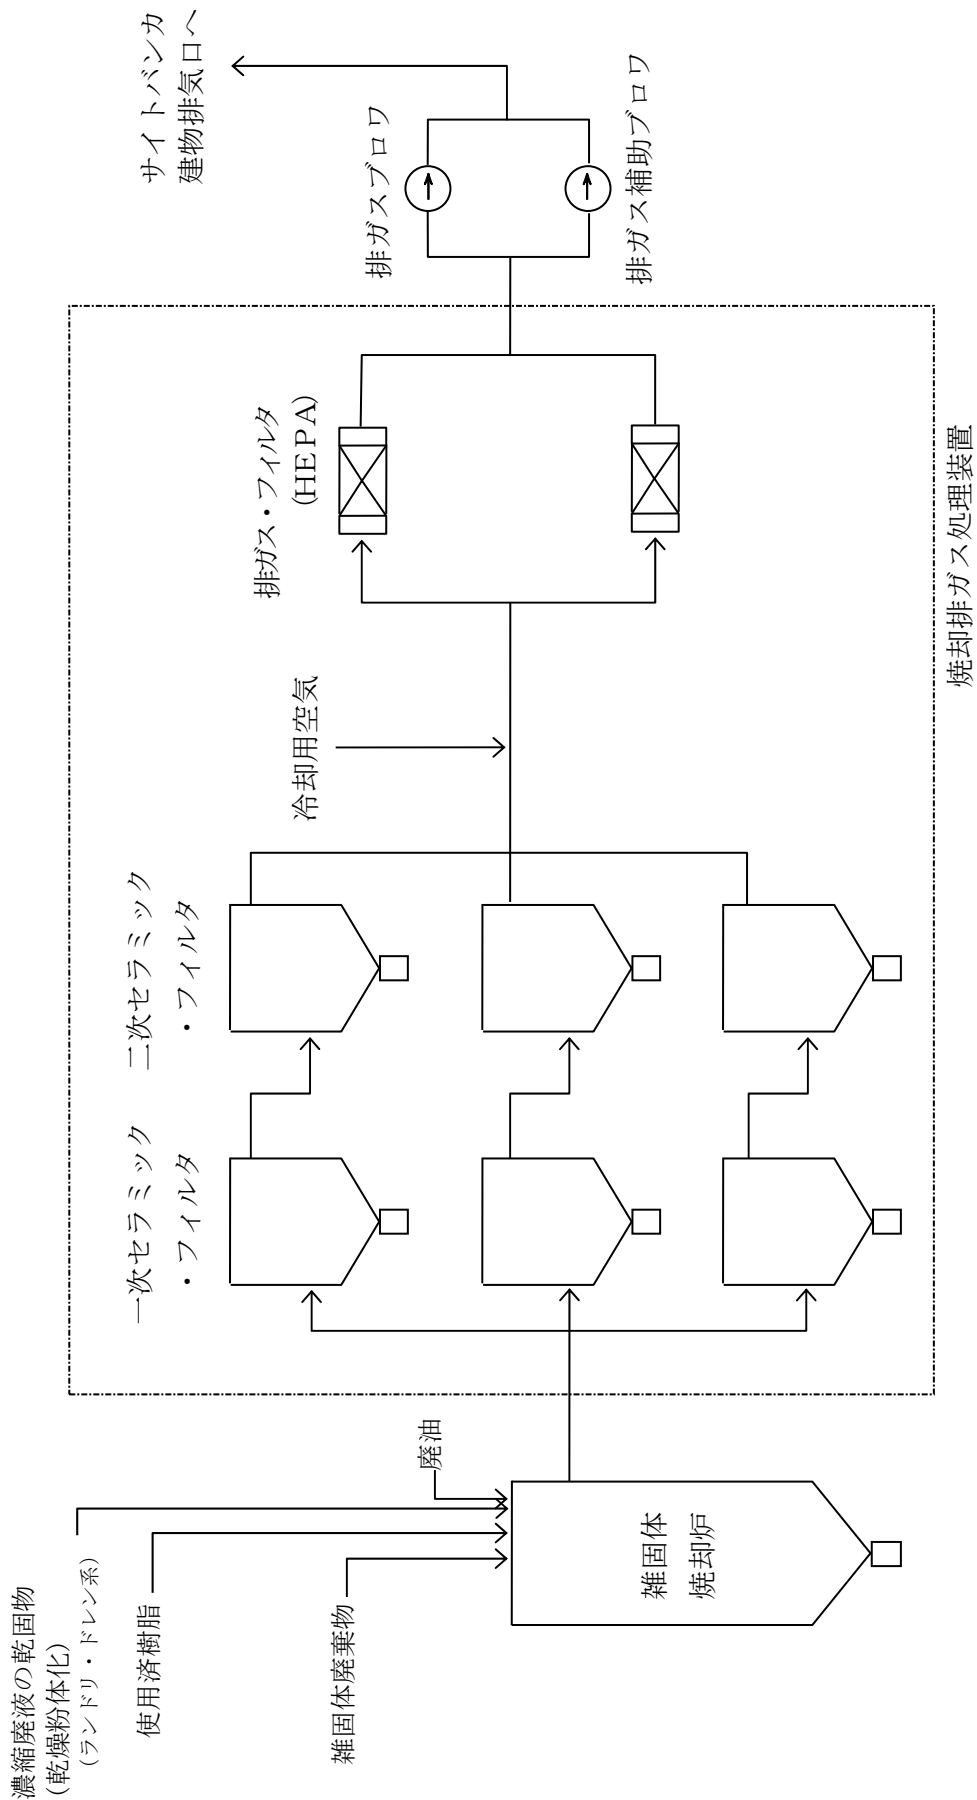 濃縮廃液の乾固物
(乾燥粉体化)
(ランドリ・ドレン系)
使用済樹脂
雑固体廃棄物
廃油
雑固体
焼却炉
一次セラミック
・フィルタ
二次セラミック
・フィルタ
冷却用空気
排ガス・フィルタ
(HEPA)
排ガスブロワ
排ガス補助ブロワ
サイトバンカ
建物排気口へ
焼却排ガス処理装置